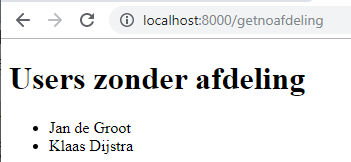 localhost:8000/getnoafdeling
Users zonder afdeling
Jan de Groot
Klaas Dijstra